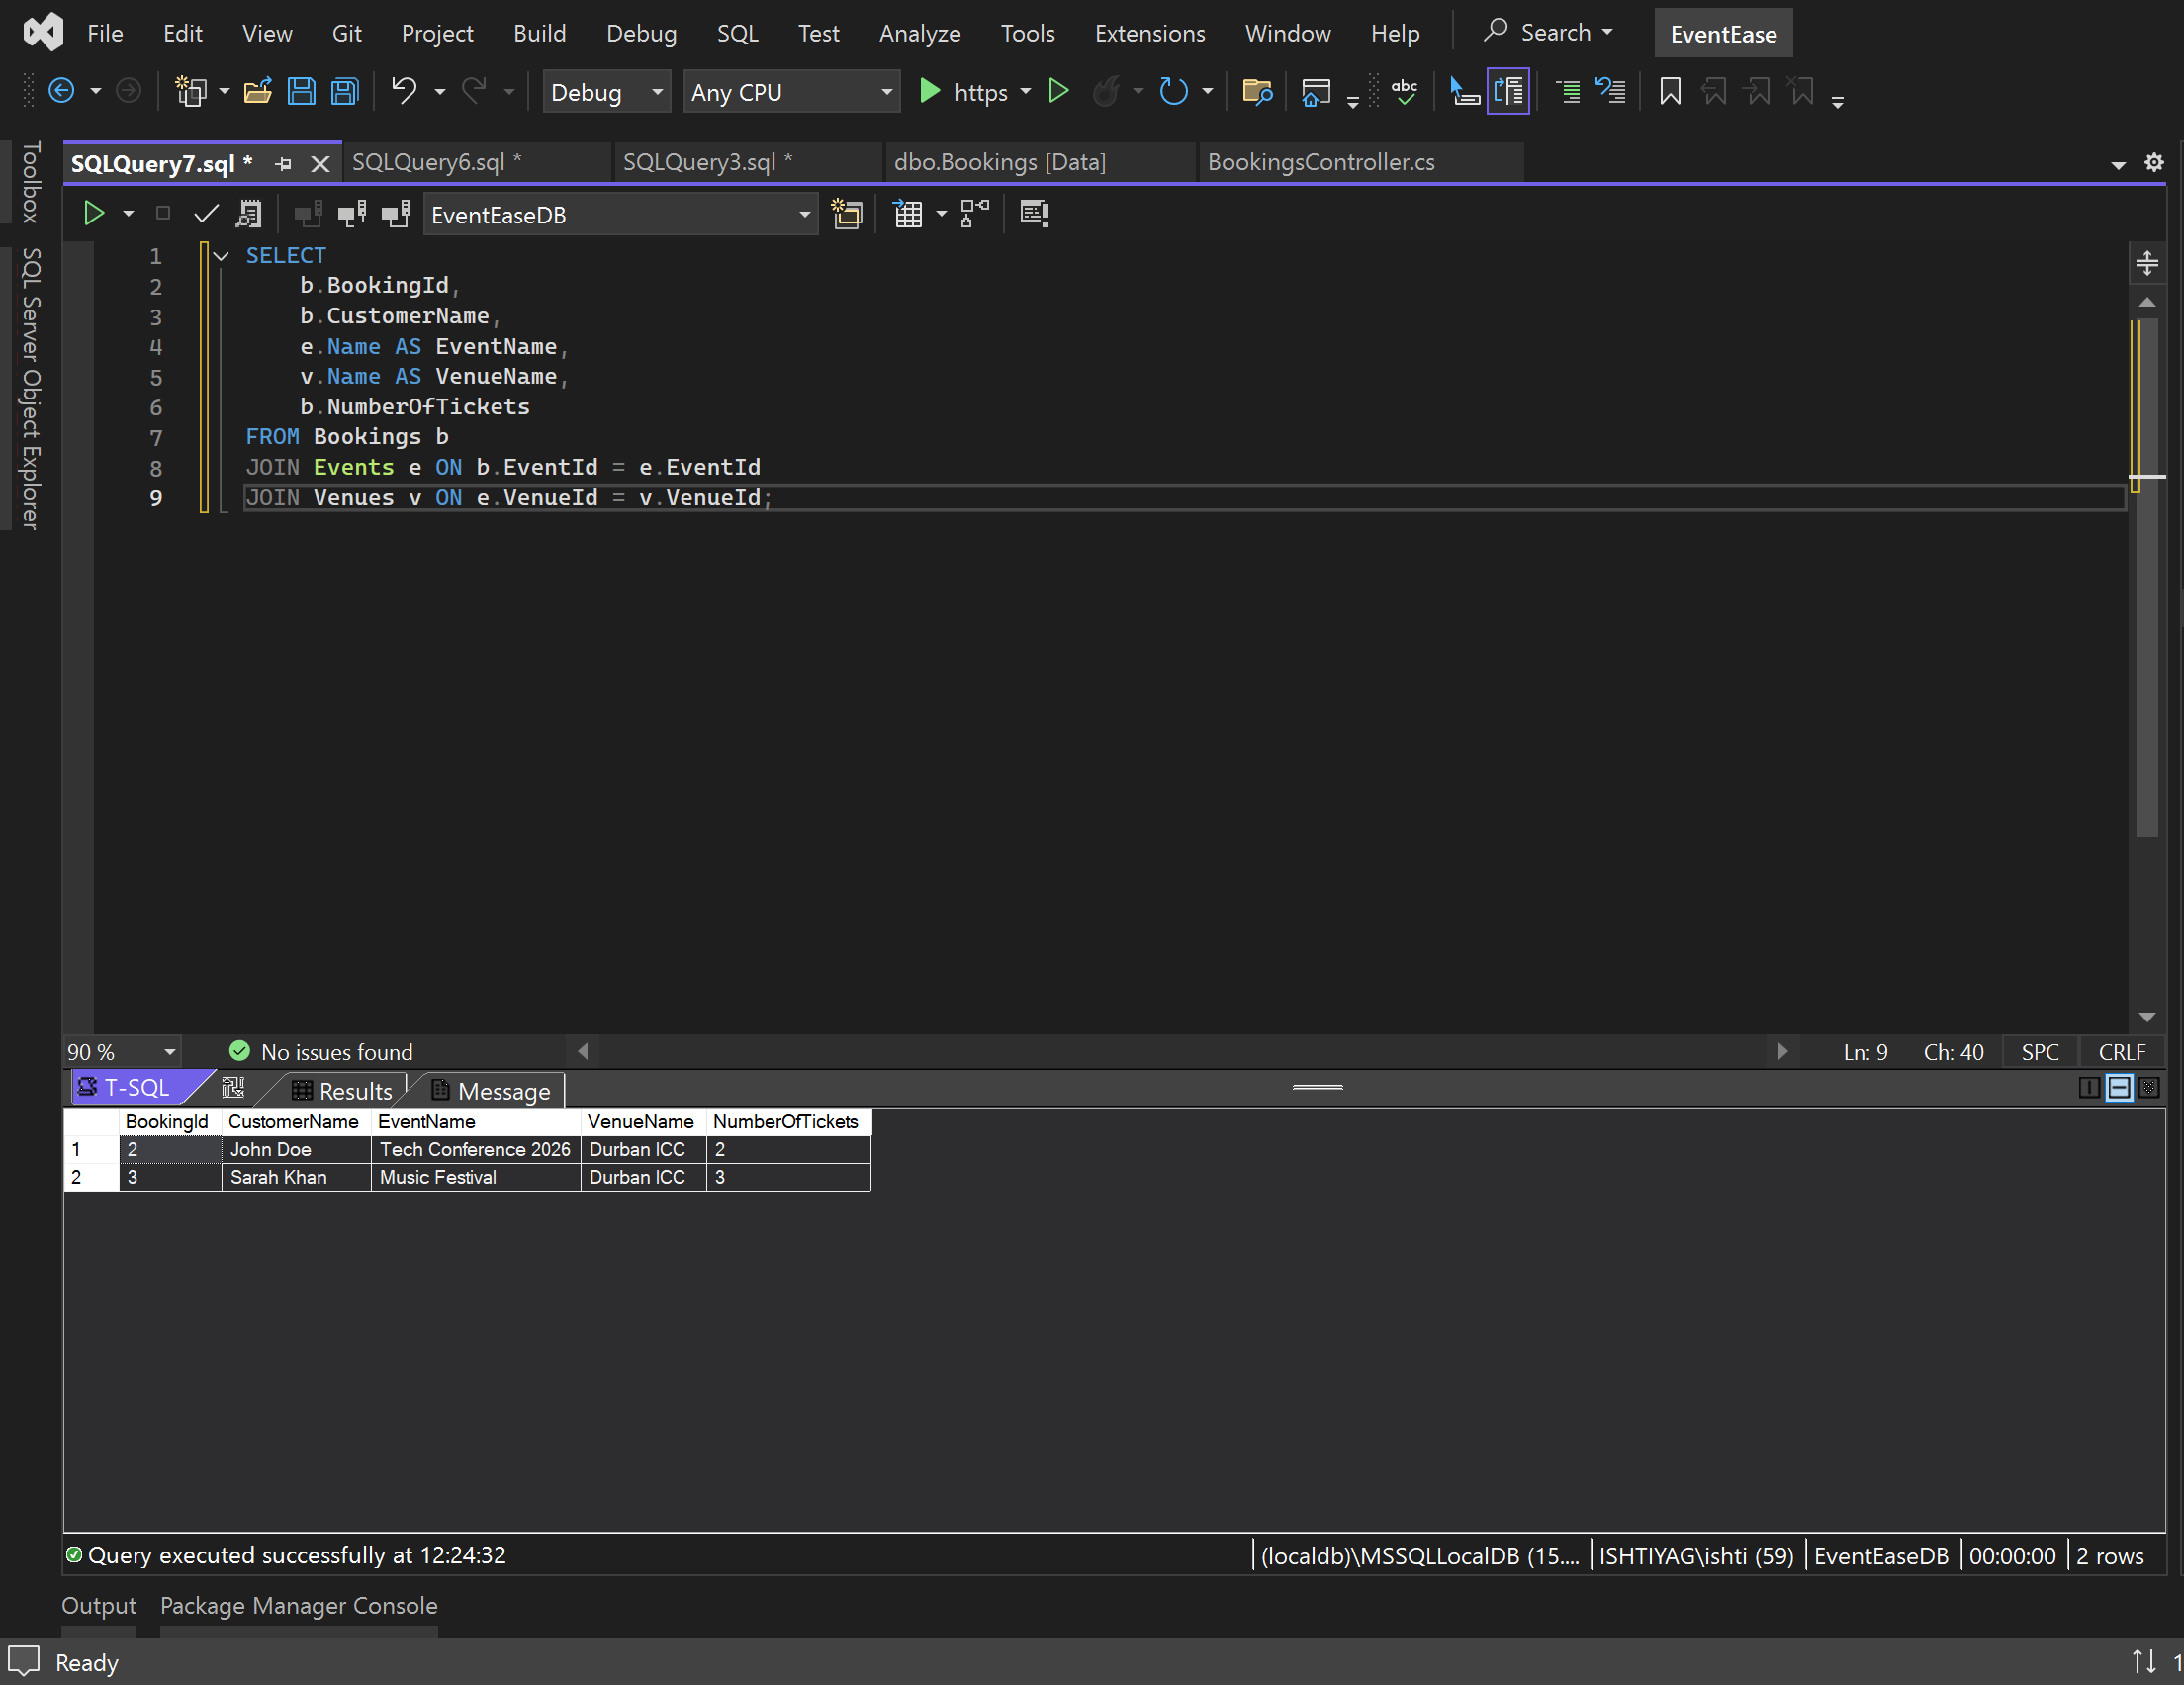 File Edit View Git Project Build Debug SQL Test Analyze Tools Extensions Window Help Search EventEase
Debug Any CPU https abc
Toolbox
SQL Server Object Explorer
SQLQuery7.sql * SQLQuery6.sql * SQLQuery3.sql * dbo.Bookings [Data] BookingsController.cs
EventEaseDB
1 SELECT
2 b.BookingId,
3 b.CustomerName,
4 e.Name AS EventName,
5 v.Name AS VenueName,
6 b.NumberOfTickets
7 FROM Bookings b
8 JOIN Events e ON b.EventId = e.EventId
9 JOIN Venues v ON e.VenueId = v.VenueId;
90 % No issues found Ln: 9 Ch: 40 SPC CRLF
T-SQL Results Message
BookingId CustomerName EventName VenueName NumberOfTickets
1 2 John Doe Tech Conference 2026 Durban ICC 2
2 3 Sarah Khan Music Festival Durban ICC 3
Query executed successfully at 12:24:32 (localdb)\MSSQLLocalDB (15.... ISHTIYAG\ishti (59) EventEaseDB 00:00:00 2 rows
Output Package Manager Console
Ready 1